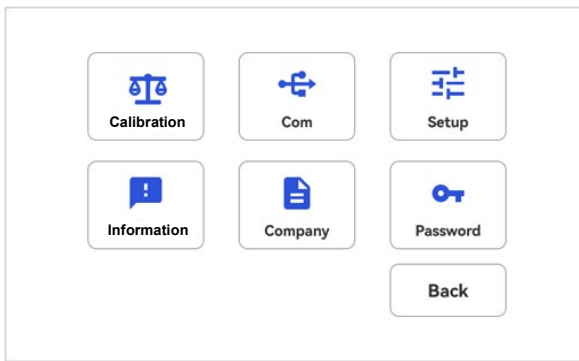 Calibration
Com
Setup
Information
Company
Password
Back